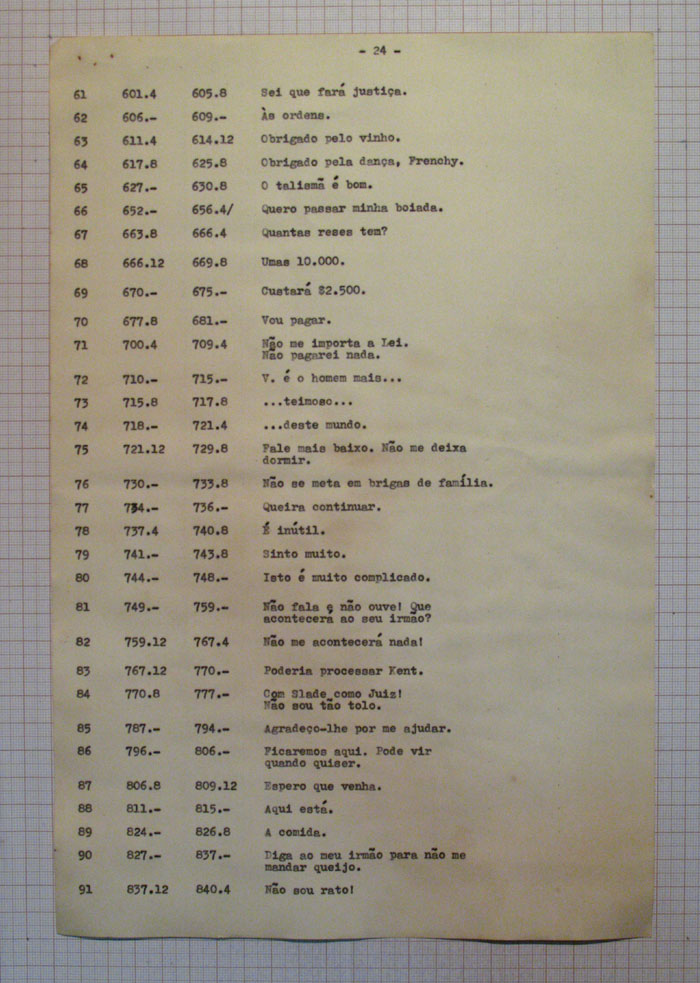 - 24 -
61 601.4 605.8 Sei que fará justiça.
62 606.- 609.- Às ordens.
63 611.4 614.12 Obrigado pelo vinho.
64 617.8 625.8 Obrigado pela dança, Frenchy.
65 627.- 630.8 O talismã é bom.
66 652.- 656.4/ Quero passar minha boiada.
67 663.8 666.4 Quantas reses tem?
68 666.12 669.8 Umas 10.000.
69 670.- 675.- Custará $2.500.
70 677.8 681.- Vou pagar.
71 700.4 709.4 Não me importa a Lei.
Não pagarei nada.
72 710.- 715.- V. é o homem mais...
73 715.8 717.8 ...teimoso...
74 718.- 721.4 ...deste mundo.
75 721.12 729.8 Fale mais baixo. Não me deixa
dormir.
76 730.- 733.8 Não se meta em brigas de família.
77 734.- 736.- Queira continuar.
78 737.4 740.8 É inútil.
79 741.- 743.8 Sinto muito.
80 744.- 748.- Isto é muito complicado.
81 749.- 759.- Não fala e não ouve! Que
acontecerá ao seu irmão?
82 759.12 767.4 Não me acontecerá nada!
83 767.12 770.- Poderia processar Kent.
84 770.8 777.- Com Slade como Juiz!
Não sou tão tolo.
85 787.- 794.- Agradeço-lhe por me ajudar.
86 796.- 806.- Ficaremos aqui. Pode vir
quando quiser.
87 806.8 809.12 Espero que venha.
88 811.- 815.- Aqui está.
89 824.- 826.8 A comida.
90 827.- 837.- Diga ao meu irmão para não me
mandar queijo.
91 837.12 840.4 Não sou rato!